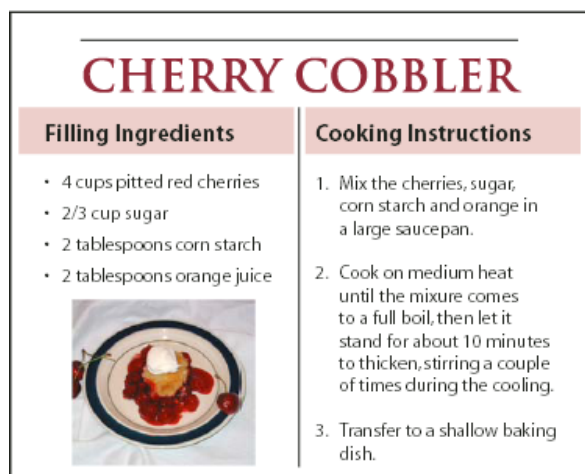 CHERRY COBBLER
Filling Ingredients
• 4 cups pitted red cherries
• 2/3 cup sugar
• 2 tablespoons corn starch
• 2 tablespoons orange juice
Cooking Instructions
1. Mix the cherries, sugar,
corn starch and orange in
a large saucepan.
2. Cook on medium heat
until the mixure comes
to a full boil, then let it
stand for about 10 minutes
to thicken, stirring a couple
of times during the cooling.
3. Transfer to a shallow baking
dish.